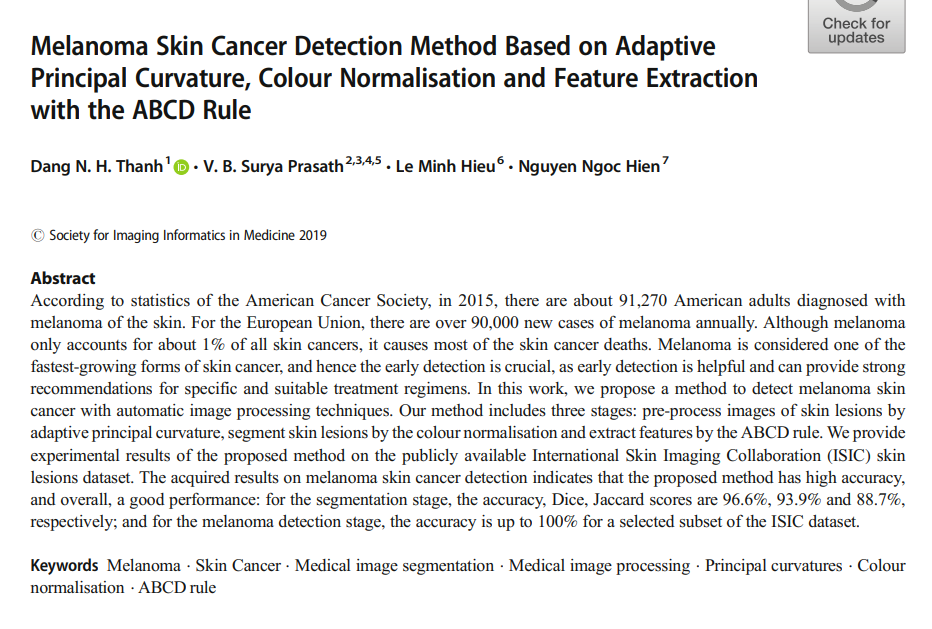 Check for
updates
Melanoma Skin Cancer Detection Method Based on Adaptive
Principal Curvature, Colour Normalisation and Feature Extraction
with the ABCD Rule
Dang N. H. Thanh 1 iD · V. B. Surya Prasath 2,3,4,5 · Le Minh Hieu 6 · Nguyen Ngoc Hien 7
© Society for Imaging Informatics in Medicine 2019
Abstract
According to statistics of the American Cancer Society, in 2015, there are about 91,270 American adults diagnosed with
melanoma of the skin. For the European Union, there are over 90,000 new cases of melanoma annually. Although melanoma
only accounts for about 1% of all skin cancers, it causes most of the skin cancer deaths. Melanoma is considered one of the
fastest-growing forms of skin cancer, and hence the early detection is crucial, as early detection is helpful and can provide strong
recommendations for specific and suitable treatment regimens. In this work, we propose a method to detect melanoma skin
cancer with automatic image processing techniques. Our method includes three stages: pre-process images of skin lesions by
adaptive principal curvature, segment skin lesions by the colour normalisation and extract features by the ABCD rule. We provide
experimental results of the proposed method on the publicly available International Skin Imaging Collaboration (ISIC) skin
lesions dataset. The acquired results on melanoma skin cancer detection indicates that the proposed method has high accuracy,
and overall, a good performance: for the segmentation stage, the accuracy, Dice, Jaccard scores are 96.6%, 93.9% and 88.7%,
respectively; and for the melanoma detection stage, the accuracy is up to 100% for a selected subset of the ISIC dataset.
Keywords Melanoma · Skin Cancer · Medical image segmentation · Medical image processing · Principal curvatures · Colour
normalisation · ABCD rule